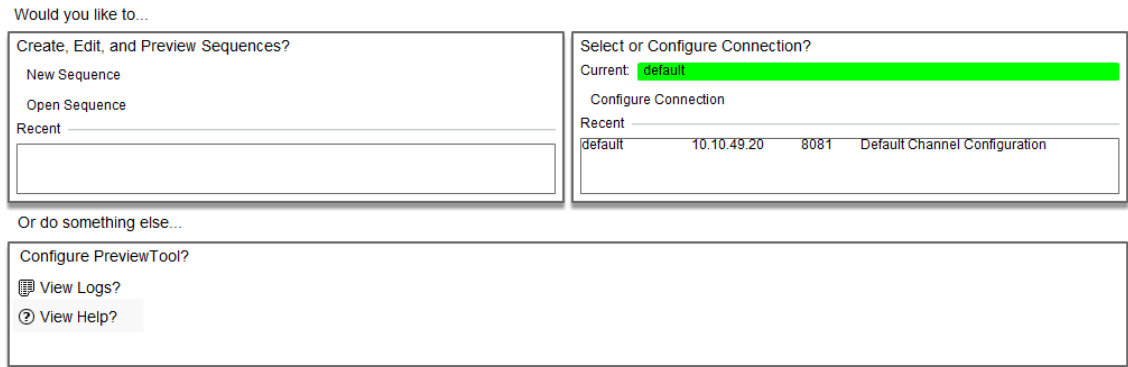 Would you like to...
Create, Edit, and Preview Sequences?
New Sequence
Open Sequence
Recent
Select or Configure Connection?
Current: default
Configure Connection
Recent
default 10.10.49.20 8081 Default Channel Configuration
Or do something else...
Configure PreviewTool?
View Logs?
View Help?